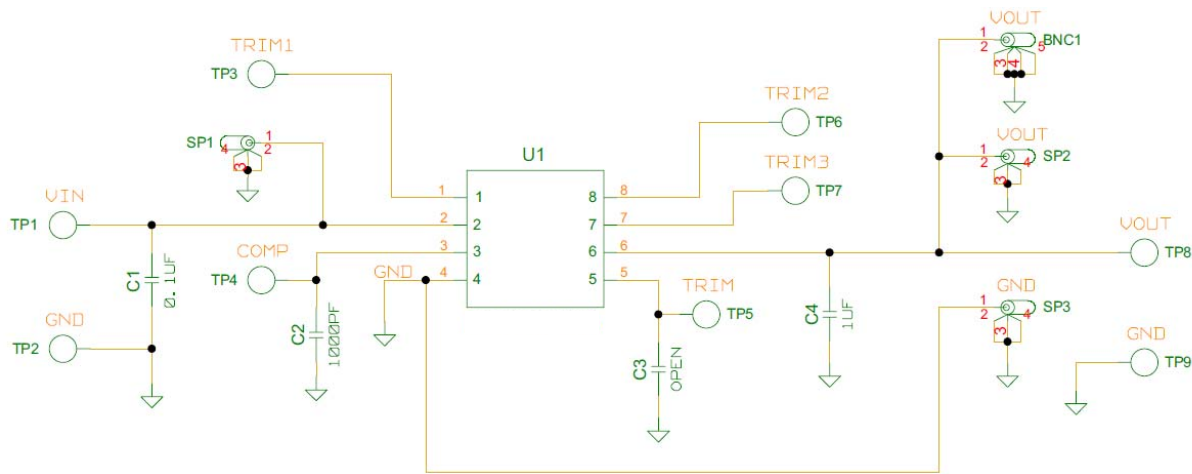 VOUT
1
2
BNC1
5
3
4
TRIM1
TP3
TRIM2
TP6
SP1
1
2
4
3
VOUT
1
2
SP2
4
3
U1
TRIM3
TP7
1
1
8
8
VIN
TP1
2
2
7
7
COMP
TP4
3
3
6
6
VOUT
TP8
GND
4
4
5
5
C1
0.1UF
TRIM
TP5
C4
1UF
GND
1
2
SP3
4
3
GND
TP2
C2
1000PF
C3
OPEN
GND
TP9